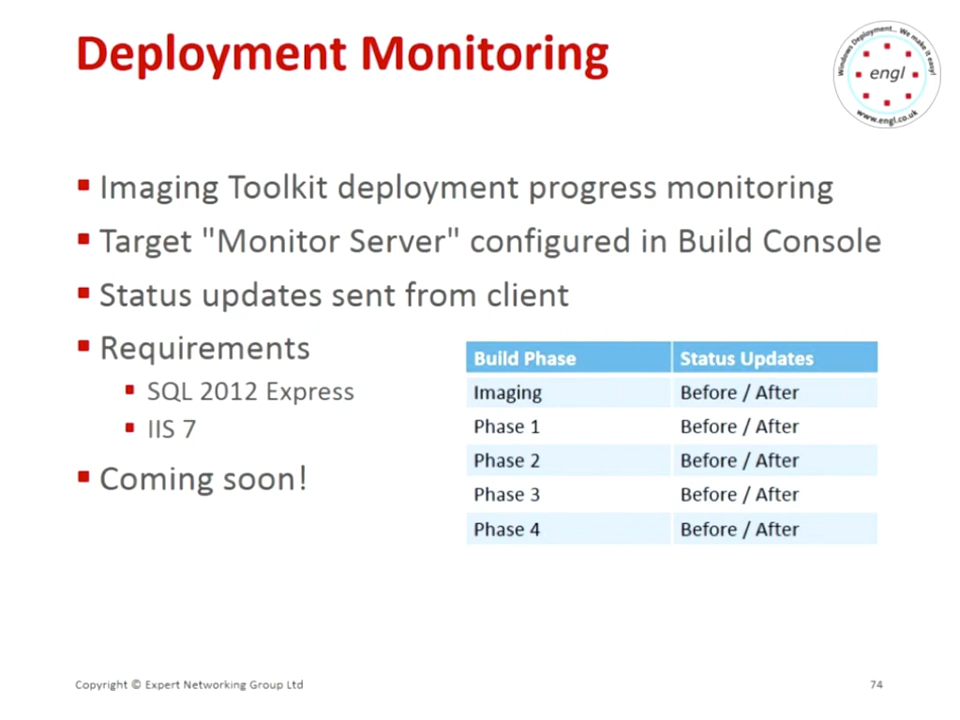 Deployment Monitoring
Windows Deployment... We make it easy!
engl
www.engl.co.uk
Imaging Toolkit deployment progress monitoring
Target "Monitor Server" configured in Build Console
Status updates sent from client
Requirements
SQL 2012 Express
IIS 7
Coming soon!
Build Phase Status Updates
Imaging Before / After
Phase 1 Before / After
Phase 2 Before / After
Phase 3 Before / After
Phase 4 Before / After
Copyright © Expert Networking Group Ltd
74